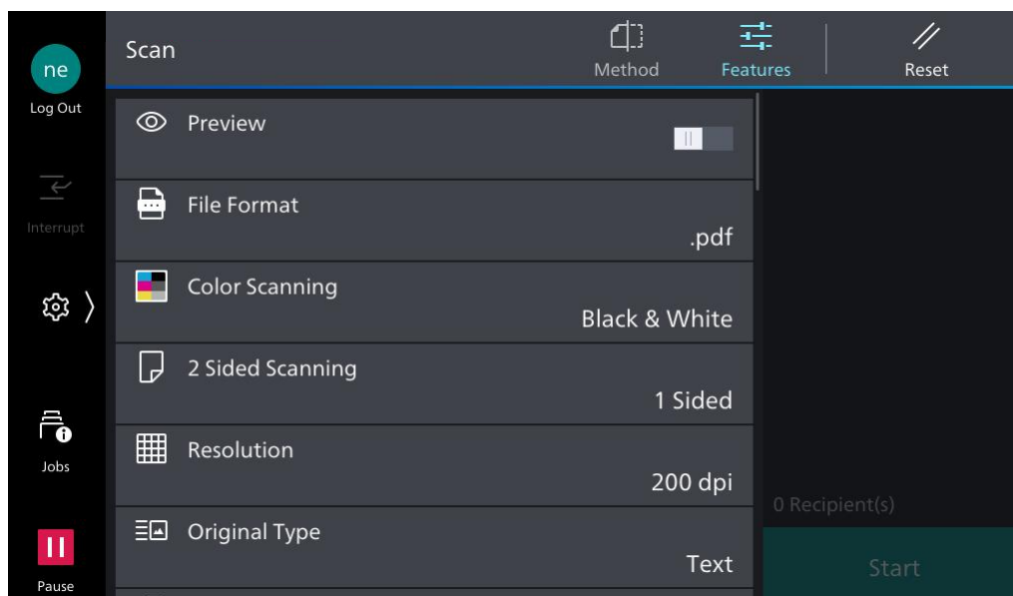 Scan
Method
Features
Reset
ne
Log Out
Interrupt
Jobs
Pause
Preview
File Format
.pdf
Color Scanning
Black & White
2 Sided Scanning
1 Sided
Resolution
200 dpi
Original Type
Text
0 Recipient(s)
Start